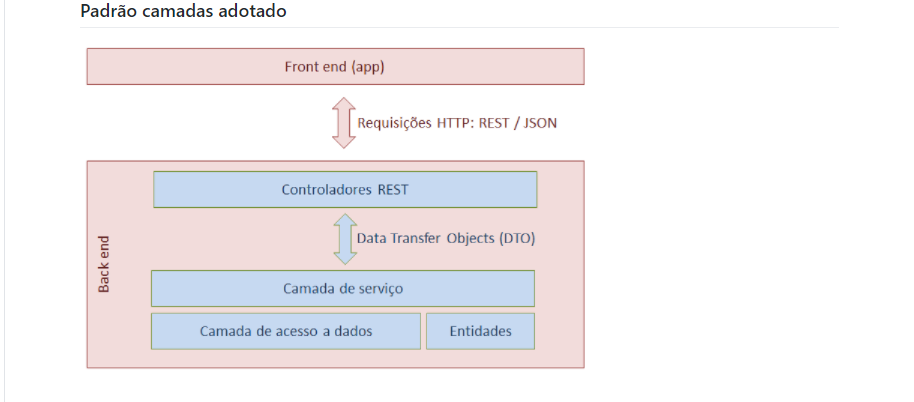 Padrão camadas adotado
Front end (app)
Requisições HTTP: REST / JSON
Back end
Controladores REST
Data Transfer Objects (DTO)
Camada de serviço
Camada de acesso a dados
Entidades